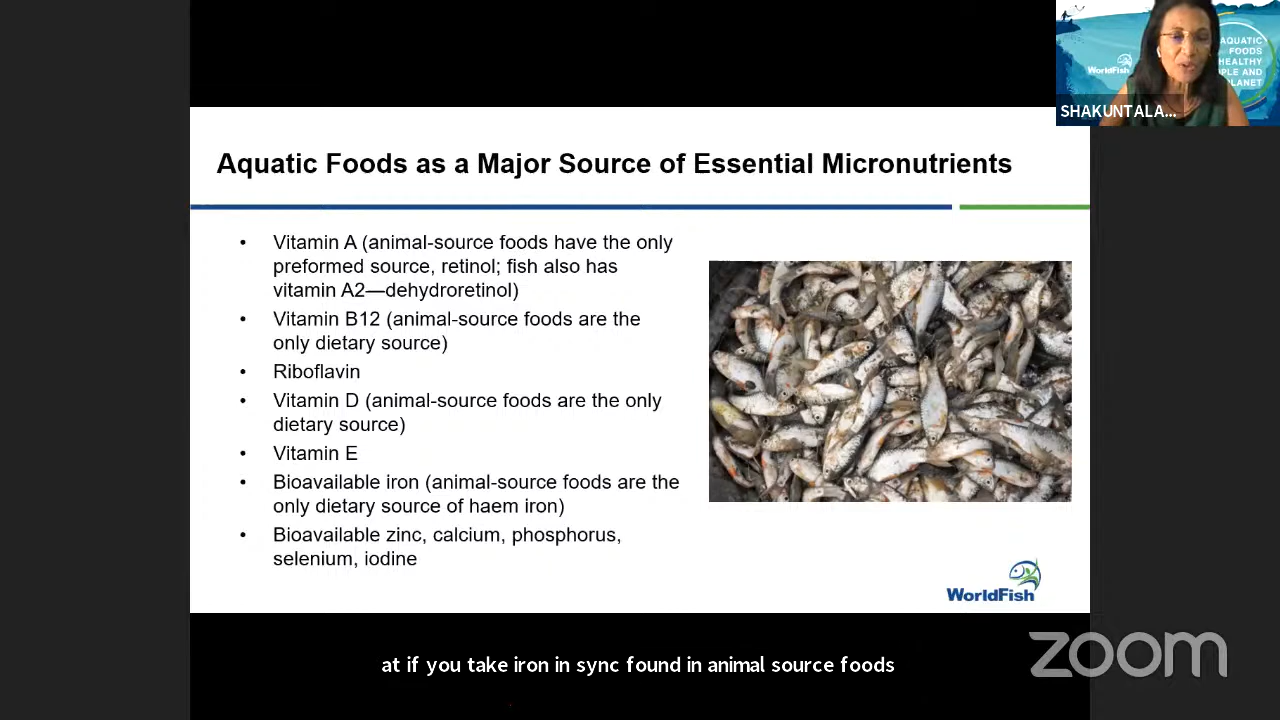 AQUATIC
FOODS
HEALTHY
PLE AND
PLANET
WorldFish
SHAKUNTALA...
Aquatic Foods as a Major Source of Essential Micronutrients
• Vitamin A (animal-source foods have the only
preformed source, retinol; fish also has
vitamin A2—dehydroretinol)
• Vitamin B12 (animal-source foods are the
only dietary source)
• Riboflavin
• Vitamin D (animal-source foods are the only
dietary source)
• Vitamin E
• Bioavailable iron (animal-source foods are the
only dietary source of haem iron)
• Bioavailable zinc, calcium, phosphorus,
selenium, iodine
WorldFish
at if you take iron in sync found in animal source foods
zoom